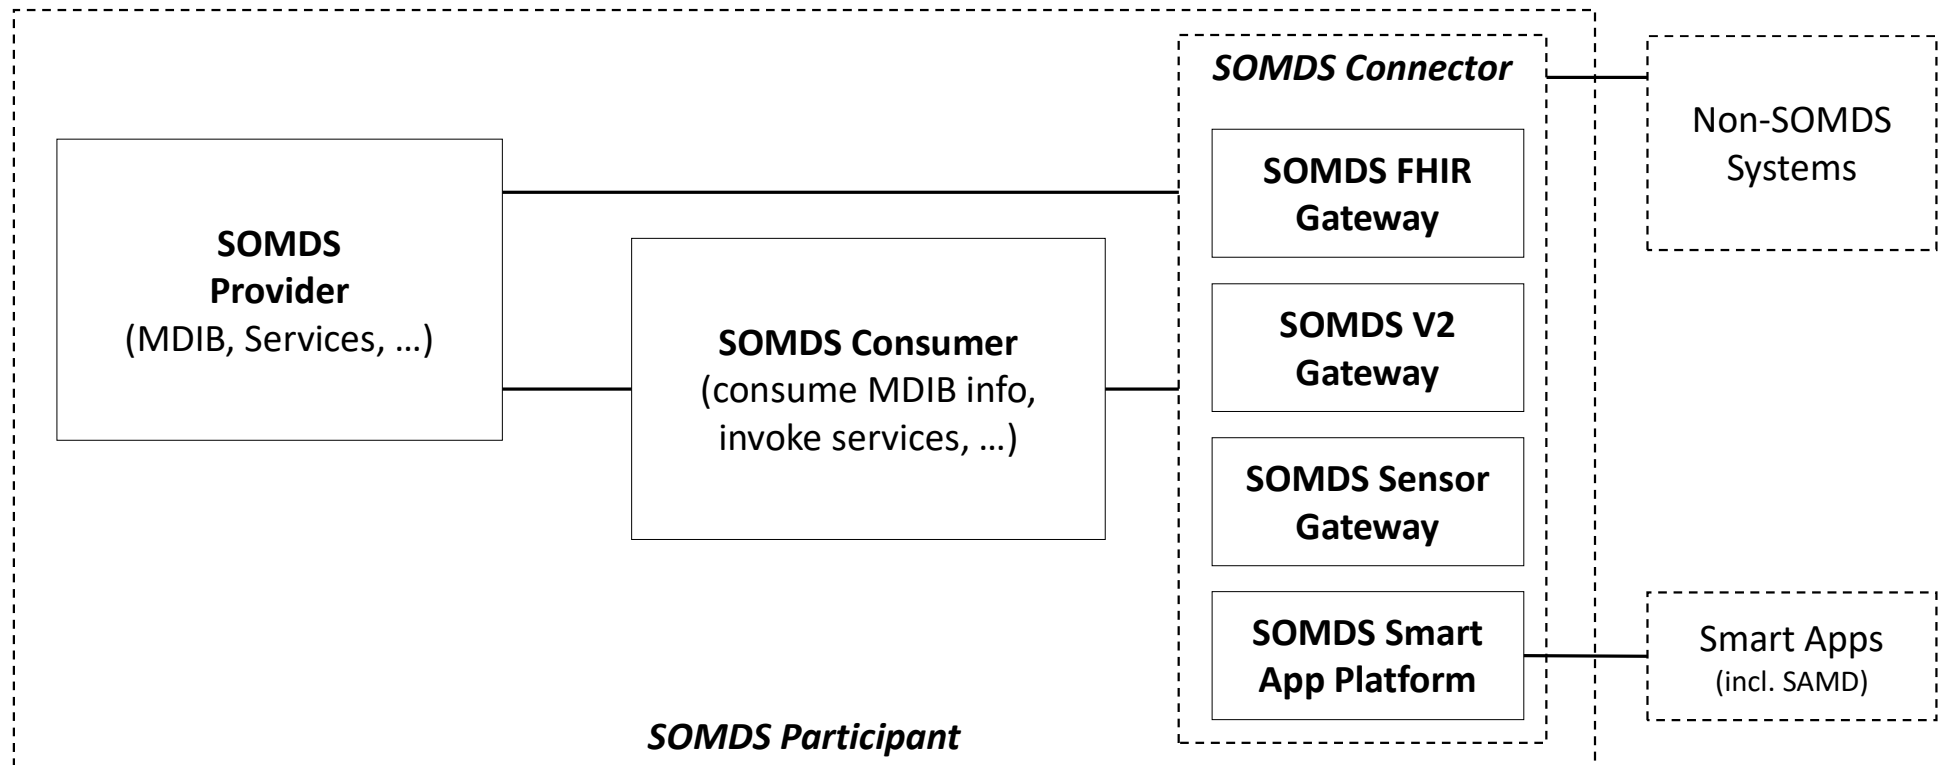 SOMDS
Provider
(MDIB, Services, …)
SOMDS Consumer
(consume MDIB info,
invoke services, …)
SOMDS Connector
SOMDS FHIR
Gateway
SOMDS V2
Gateway
SOMDS Sensor
Gateway
SOMDS Smart
App Platform
Non-SOMDS
Systems
Smart Apps
(incl. SAMD)
SOMDS Participant